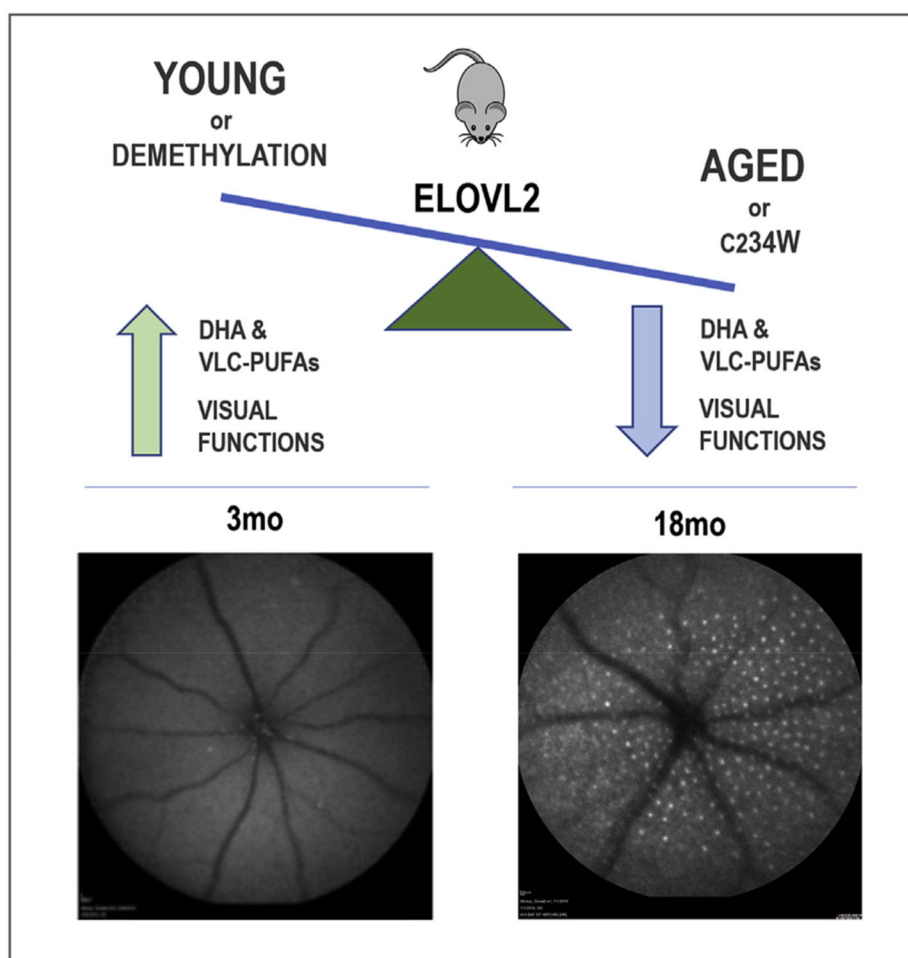 YOUNG
or
DEMETHYLATION
ELOVL2
AGED
or
C234W
DHA &
VLC-PUFAs
VISUAL
FUNCTIONS
DHA &
VLC-PUFAs
VISUAL
FUNCTIONS
3mo
18mo